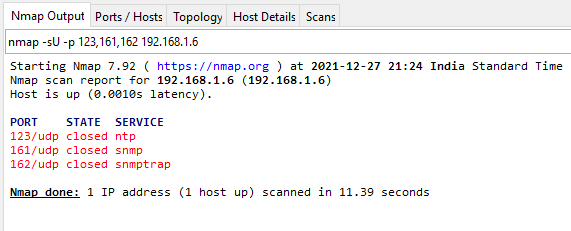 Nmap Output Ports / Hosts Topology Host Details Scans
nmap -sU -p 123,161,162 192.168.1.6
Starting Nmap 7.92 ( https://nmap.org ) at 2021-12-27 21:24 India Standard Time
Nmap scan report for 192.168.1.6 (192.168.1.6)
Host is up (0.0010s latency).
PORT STATE SERVICE
123/udp closed ntp
161/udp closed snmp
162/udp closed snmptrap
Nmap done: 1 IP address (1 host up) scanned in 11.39 seconds